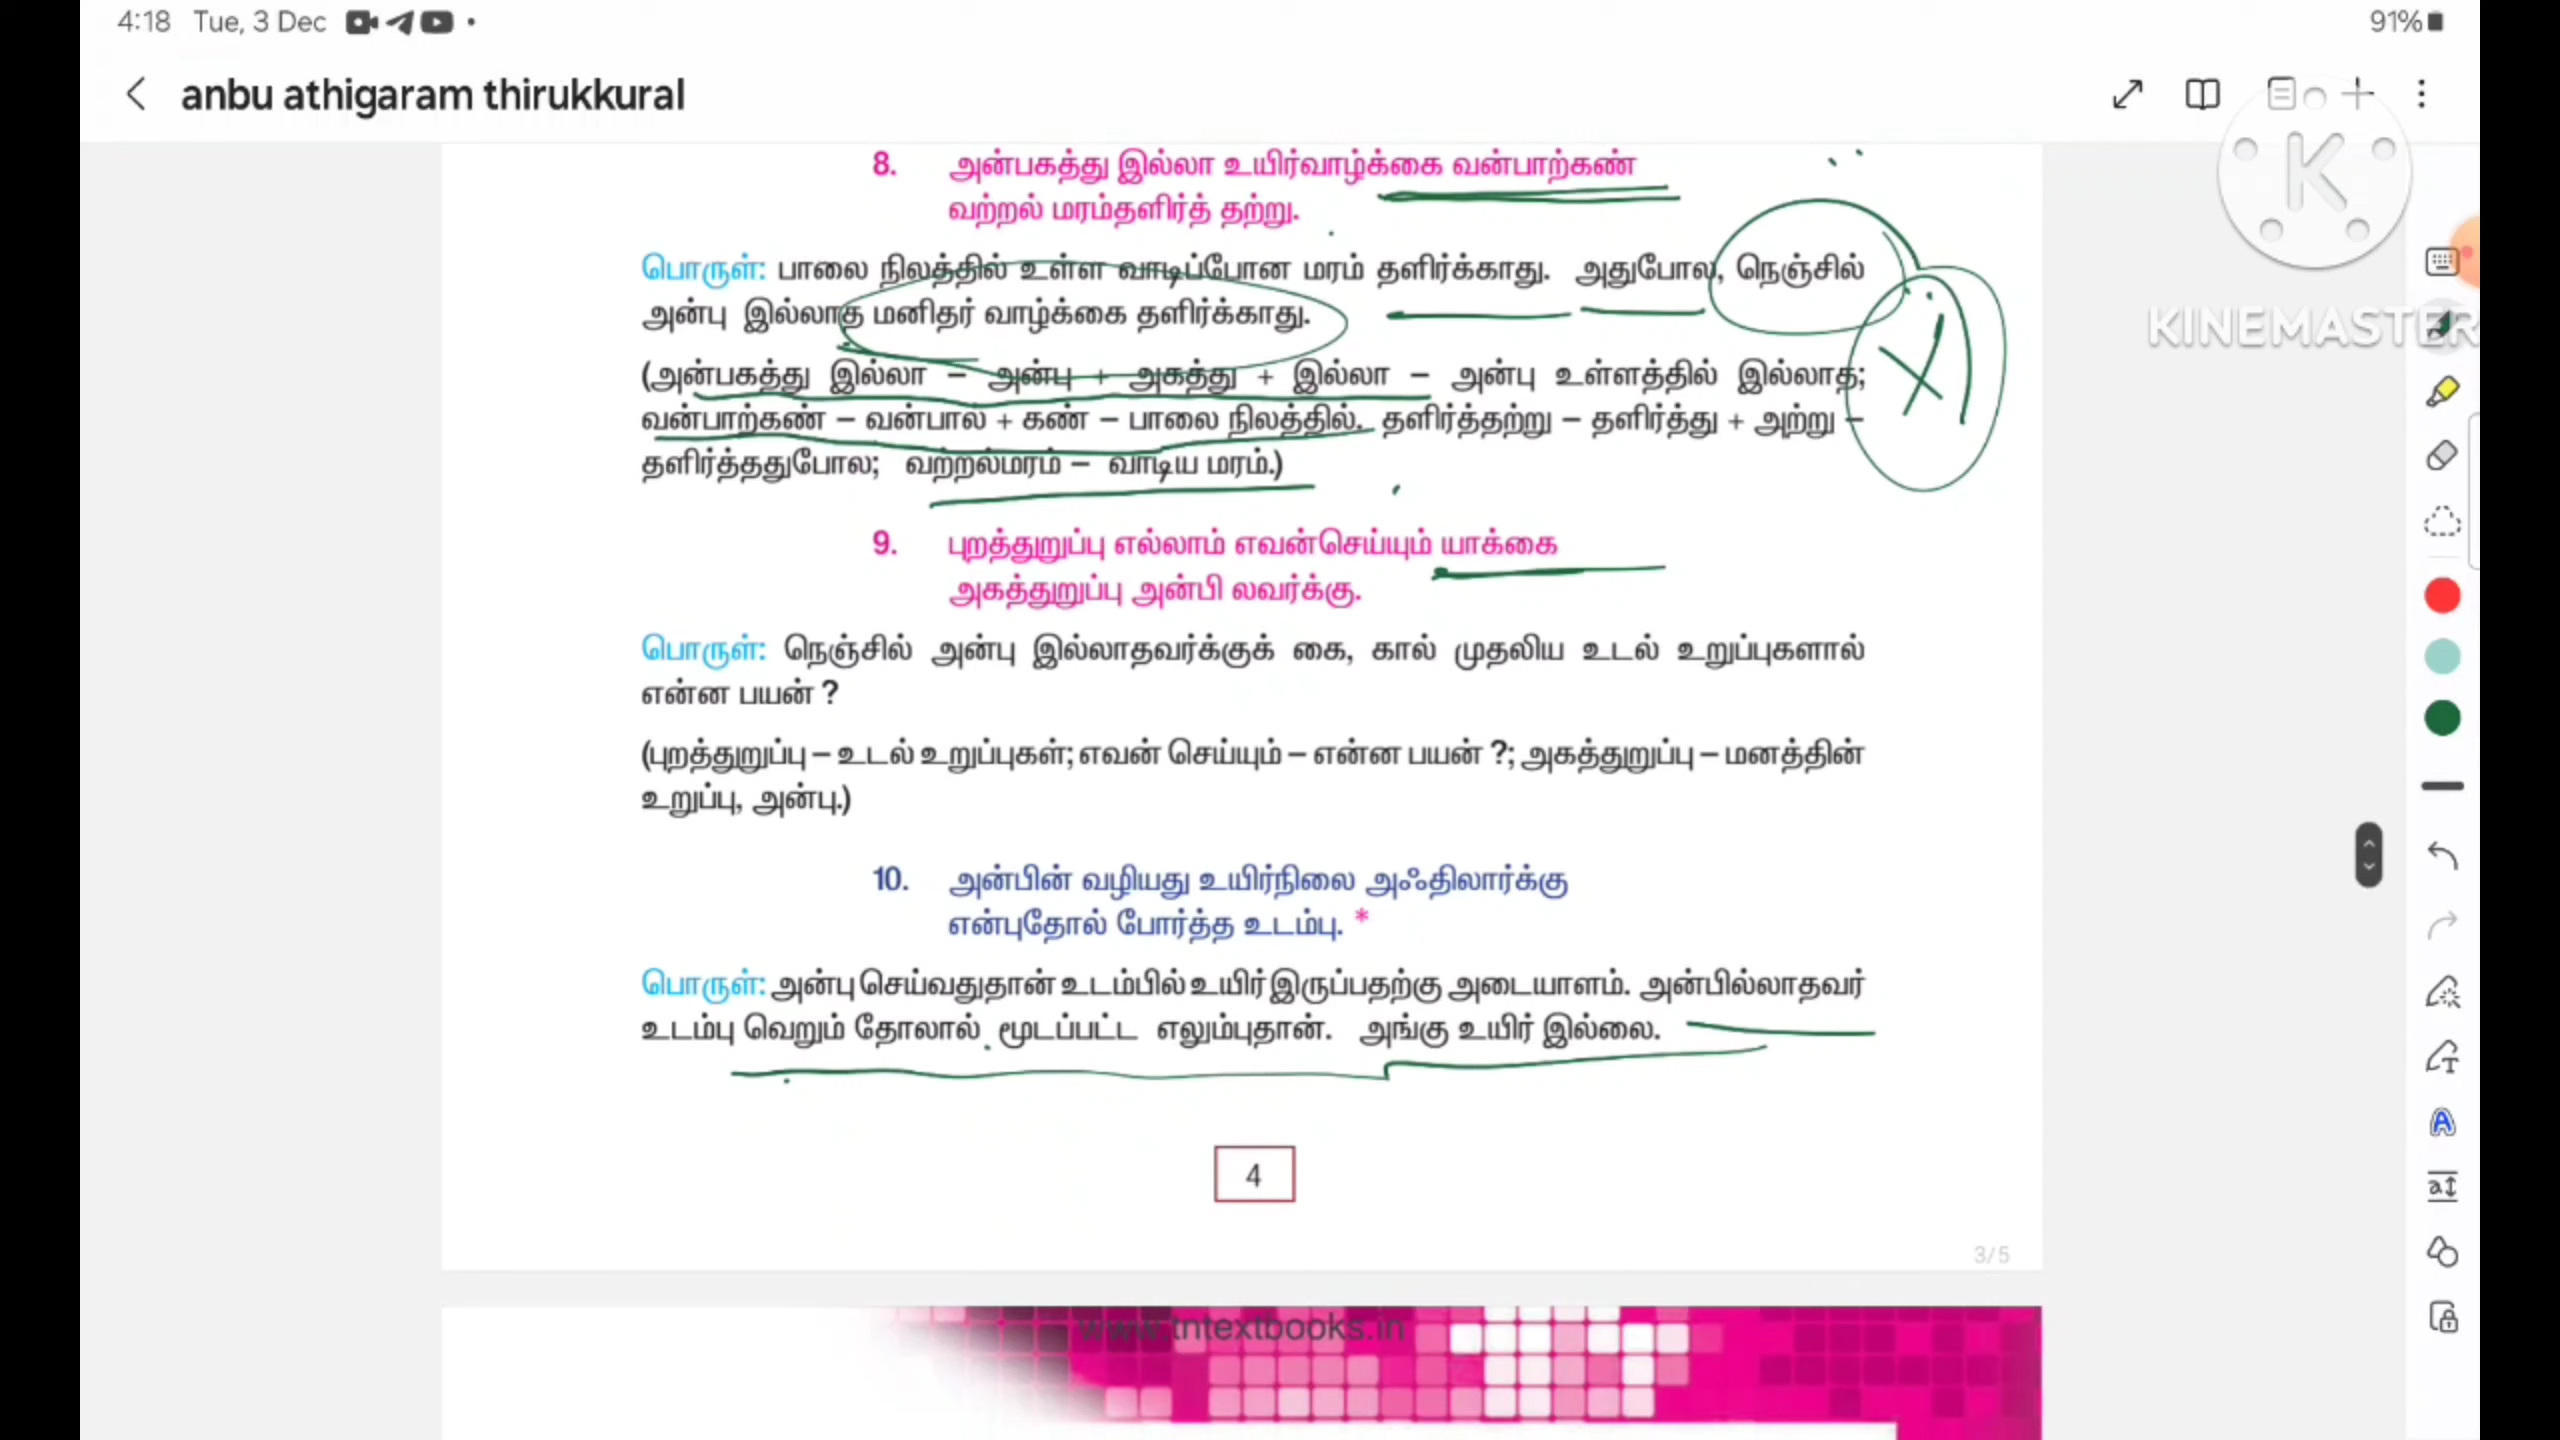 4:18 Tue, 3 Dec
91%
anbu athigaram thirukkural
8. அன்பகத்து இல்லா உயிர்வாழ்க்கை வன்பாற்கண்
வற்றல் மரம்தளிர்த் தற்று.
பொருள்: பாலை நிலத்தில் உள்ள வாடிப்போன மரம் தளிர்க்காது. அதுபோல, நெஞ்சில்
அன்பு இல்லாத மனிதர் வாழ்க்கை தளிர்க்காது.
(அன்பகத்து இல்லா – அன்பு + அகத்து + இல்லா – அன்பு உள்ளத்தில் இல்லாத;
வன்பாற்கண் – வன்பால் + கண் – பாலை நிலத்தில். தளிர்த்தற்று – தளிர்த்து + அற்று –
தளிர்த்ததுபோல; வற்றல்மரம் – வாடிய மரம்.)
9. புறத்துறுப்பு எல்லாம் எவன்செய்யும் யாக்கை
அகத்துறுப்பு அன்பி லவர்க்கு.
பொருள்: நெஞ்சில் அன்பு இல்லாதவர்க்குக் கை, கால் முதலிய உடல் உறுப்புகளால்
என்ன பயன் ?
(புறத்துறுப்பு – உடல் உறுப்புகள்; எவன் செய்யும் – என்ன பயன் ?; அகத்துறுப்பு – மனத்தின்
உறுப்பு, அன்பு.)
10. அன்பின் வழியது உயிர்நிலை அஃதிலார்க்கு
என்புதோல் போர்த்த உடம்பு. *
பொருள்: அன்பு செய்வதுதான் உடம்பில் உயிர் இருப்பதற்கு அடையாளம். அன்பில்லாதவர்
உடம்பு வெறும் தோலால் மூடப்பட்ட எலும்புதான். அங்கு உயிர் இல்லை.
4
3/5
www.tntextbooks.in
K
KINEMASTER